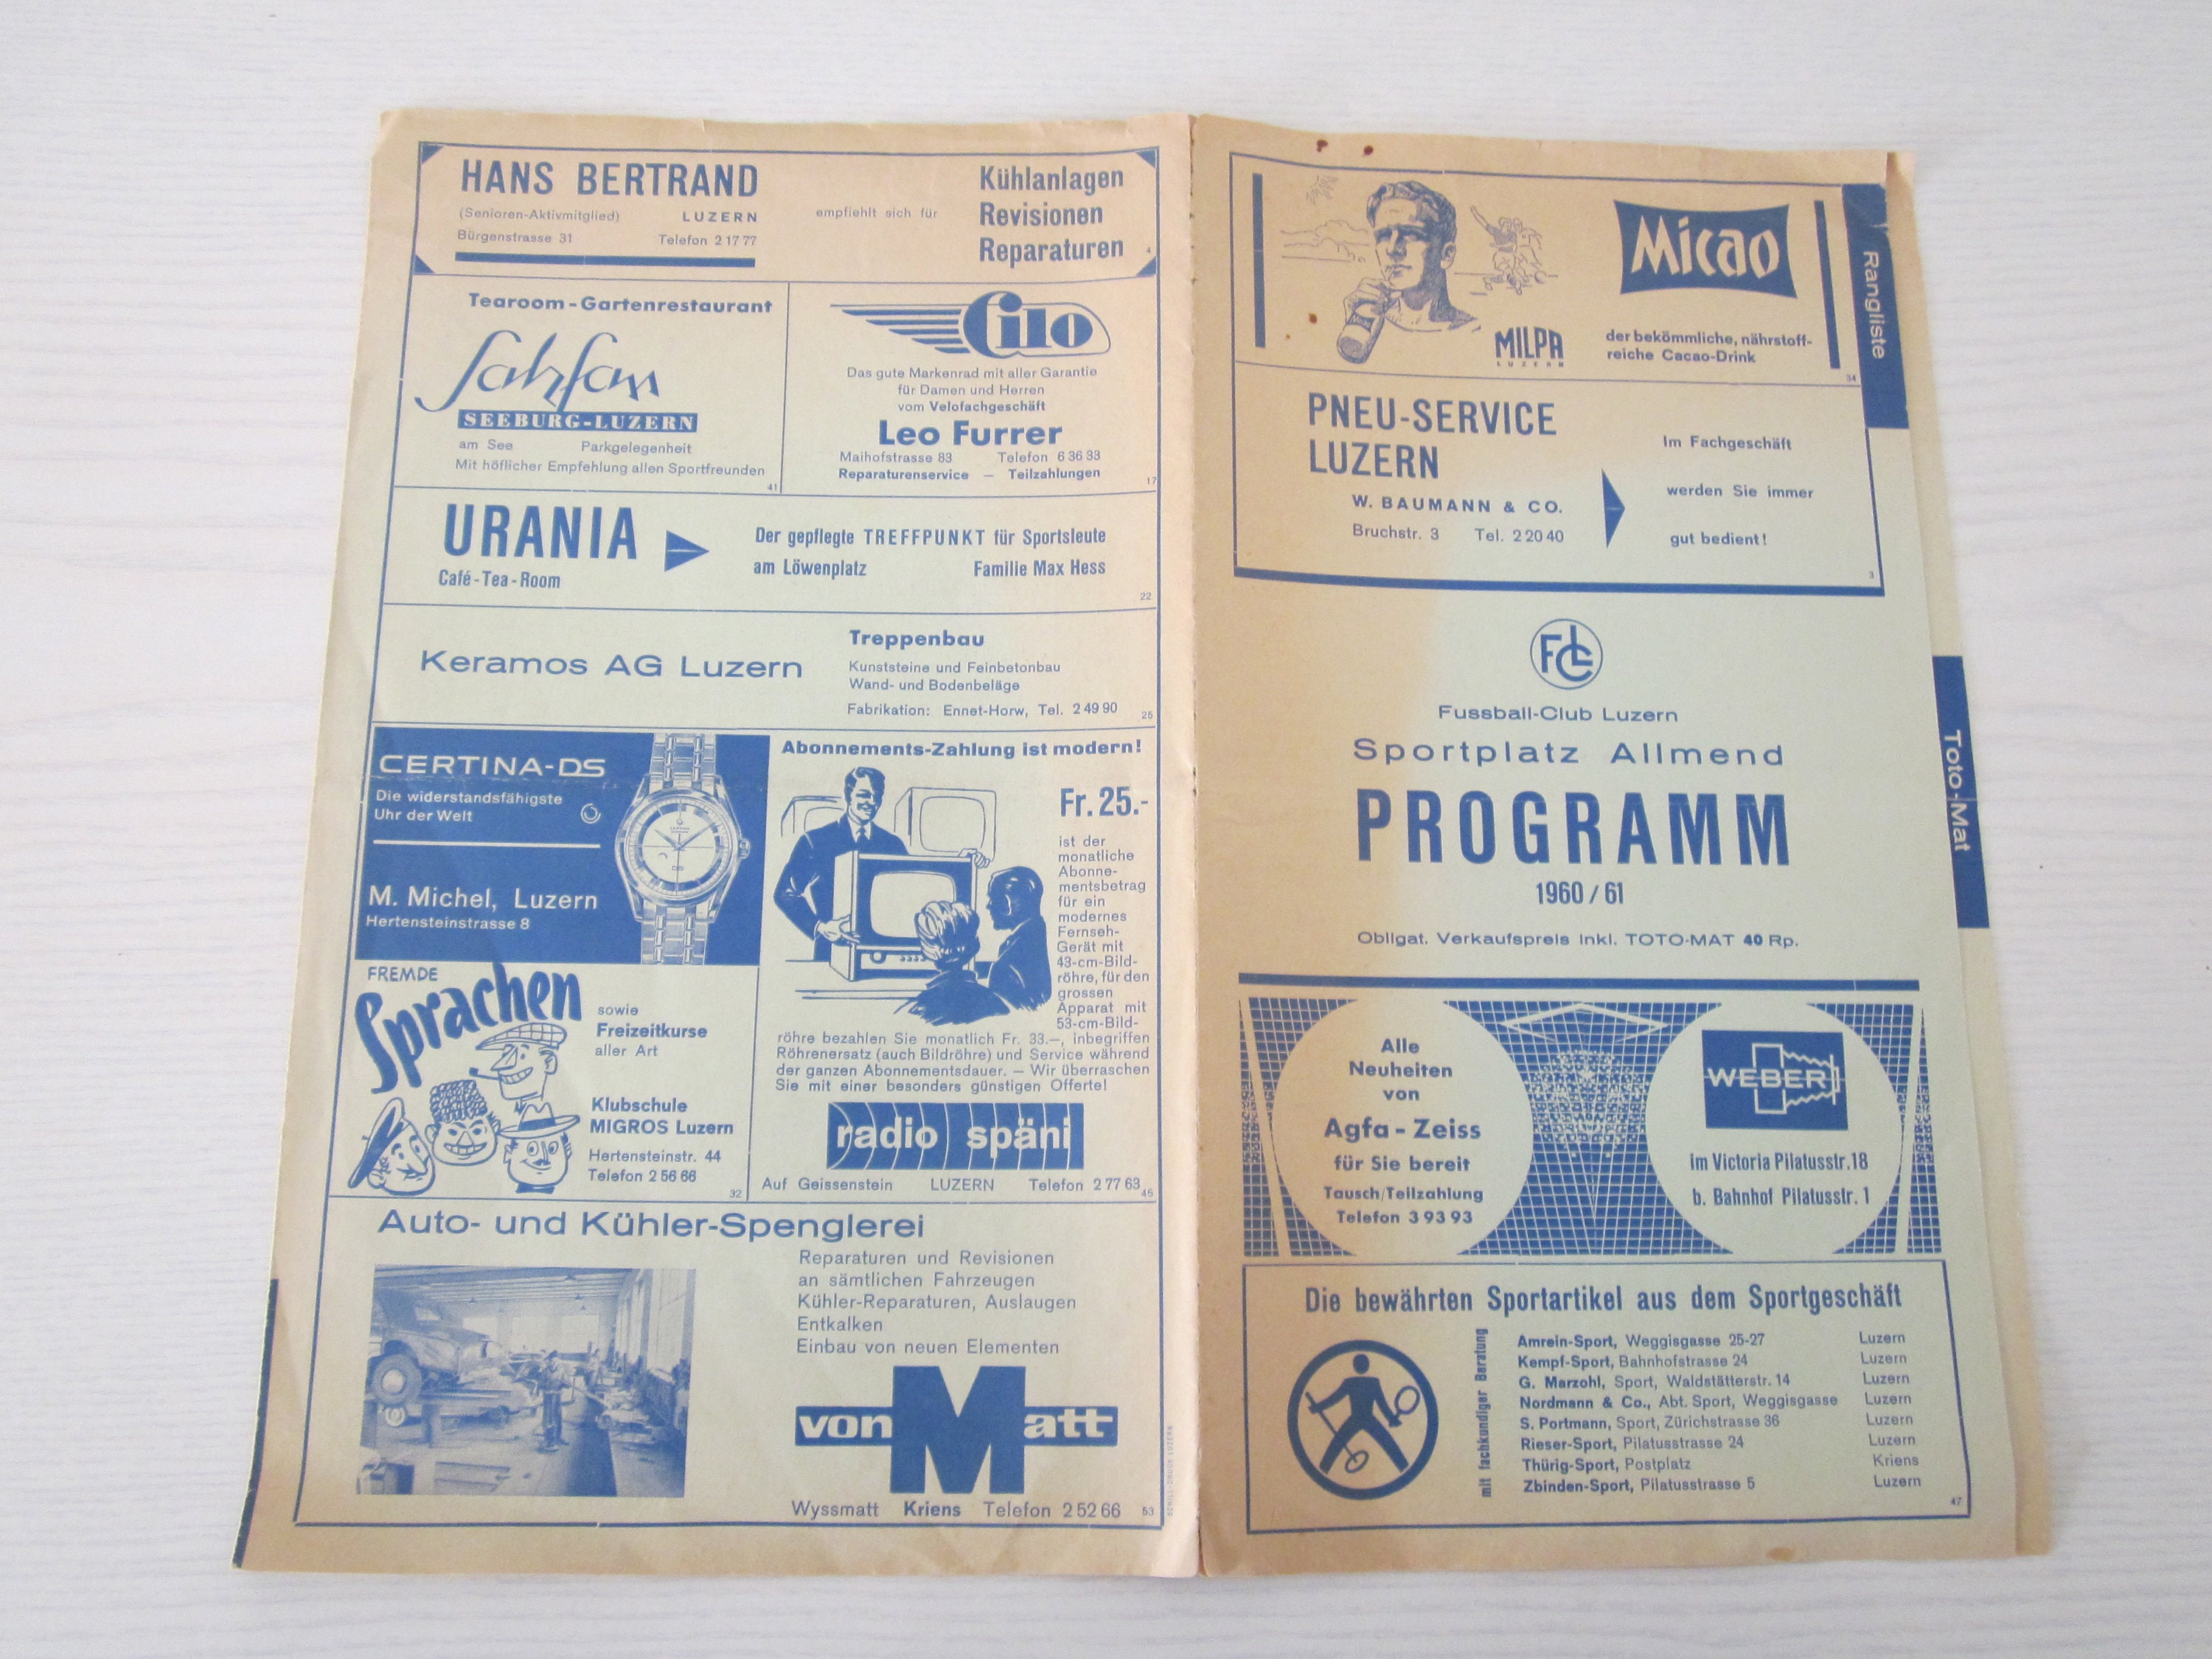 HANS BERTRAND
(Senioren-Aktivmitglied) LUZERN
Bürgenstrasse 31 Telefon 2 17 77
empfiehlt sich für
Kühlanlagen
Revisionen
Reparaturen
4
Tearoom-Gartenrestaurant
SEEBURG-LUZERN
am See Parkgelegenheit
Mit höflicher Empfehlung allen Sportfreunden
41
Cilo
Das gute Markenrad mit aller Garantie
für Damen und Herren
vom Velofachgeschäft
Leo Furrer
Maihofstrasse 83 Telefon 6 36 33
Reparaturenservice — Teilzahlungen
17
URANIA
Café-Tea-Room
Der gepflegte TREFFPUNKT für Sportsleute
am Löwenplatz Familie Max Hess
22
Keramos AG Luzern
Treppenbau
Kunststeine und Feinbetonbau
Wand- und Bodenbeläge
Fabrikation: Ennet-Horw, Tel. 2 49 90
25
CERTINA-DS
Die widerstandsfähigste
Uhr der Welt
M. Michel, Luzern
Hertensteinstrasse 8
Abonnements-Zahlung ist modern!
Fr. 25.-
ist der
monatliche
Abonne-
mentsbetrag
für ein
modernes
Fernseh-
Gerät mit
43-cm-Bild-
röhre, für den
grossen
Apparat mit
53-cm-Bild-
röhre bezahlen Sie monatlich Fr. 33.—, inbegriffen
Röhrenersatz (auch Bildröhre) und Service während
der ganzen Abonnementsdauer. — Wir überraschen
Sie mit einer besonders günstigen Offerte!
radio späni
Auf Geissenstein LUZERN Telefon 2 77 63
45
FREMDE
Sprachen
sowie
Freizeitkurse
aller Art
Klubschule
MIGROS Luzern
Hertensteinstr. 44
Telefon 2 56 66
32
Auto- und Kühler-Spenglerei
Reparaturen und Revisionen
an sämtlichen Fahrzeugen
Kühler-Reparaturen, Auslaugen
Entkalken
Einbau von neuen Elementen
von Matt
Wyssmatt Kriens Telefon 2 52 66
53
Micao
MILPA
LUZERN
der bekömmliche, nährstoff-
reiche Cacao-Drink
34
Rangliste
PNEU-SERVICE
LUZERN
W. BAUMANN & CO.
Bruchstr. 3 Tel. 2 20 40
Im Fachgeschäft
werden Sie immer
gut bedient!
3
FCL
Fussball-Club Luzern
Sportplatz Allmend
PROGRAMM
1960/61
Obligat. Verkaufspreis inkl. TOTO-MAT 40 Rp.
Toto-Mat
Alle
Neuheiten
von
Agfa-Zeiss
für Sie bereit
Tausch/Teilzahlung
Telefon 3 93 93
WEBER
im Victoria Pilatusstr. 18
b. Bahnhof Pilatusstr. 1
Die bewährten Sportartikel aus dem Sportgeschäft
mit fachkundiger Beratung
Amrein-Sport, Weggisgasse 25-27 Luzern
Kempf-Sport, Bahnhofstrasse 24 Luzern
G. Marzohl, Sport, Waldstätterstr. 14 Luzern
Nordmann & Co., Abt. Sport, Weggisgasse Luzern
S. Portmann, Sport, Zürichstrasse 36 Luzern
Rieser-Sport, Pilatusstrasse 24 Luzern
Thürig-Sport, Postplatz Kriens
Zbinden-Sport, Pilatusstrasse 5 Luzern
47